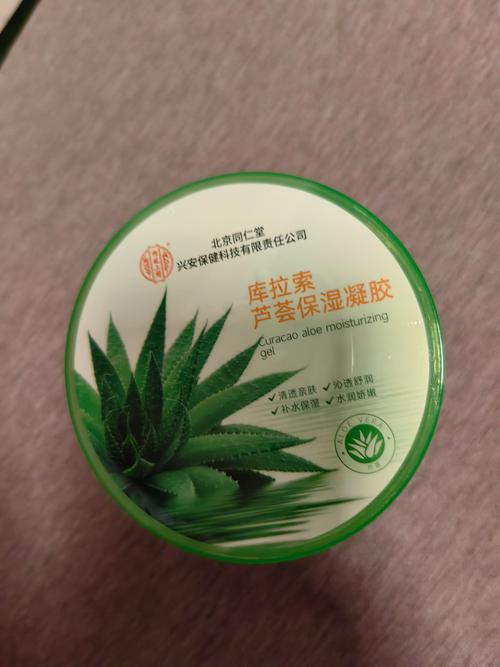 北京同仁堂
兴安保健科技有限责任公司
库拉索
芦荟保湿凝胶
Curacao aloe moisturizing
gel
✓清透亲肤 ✓沁透舒润
✓补水保湿 ✓水润娇嫩
ALOE VERA